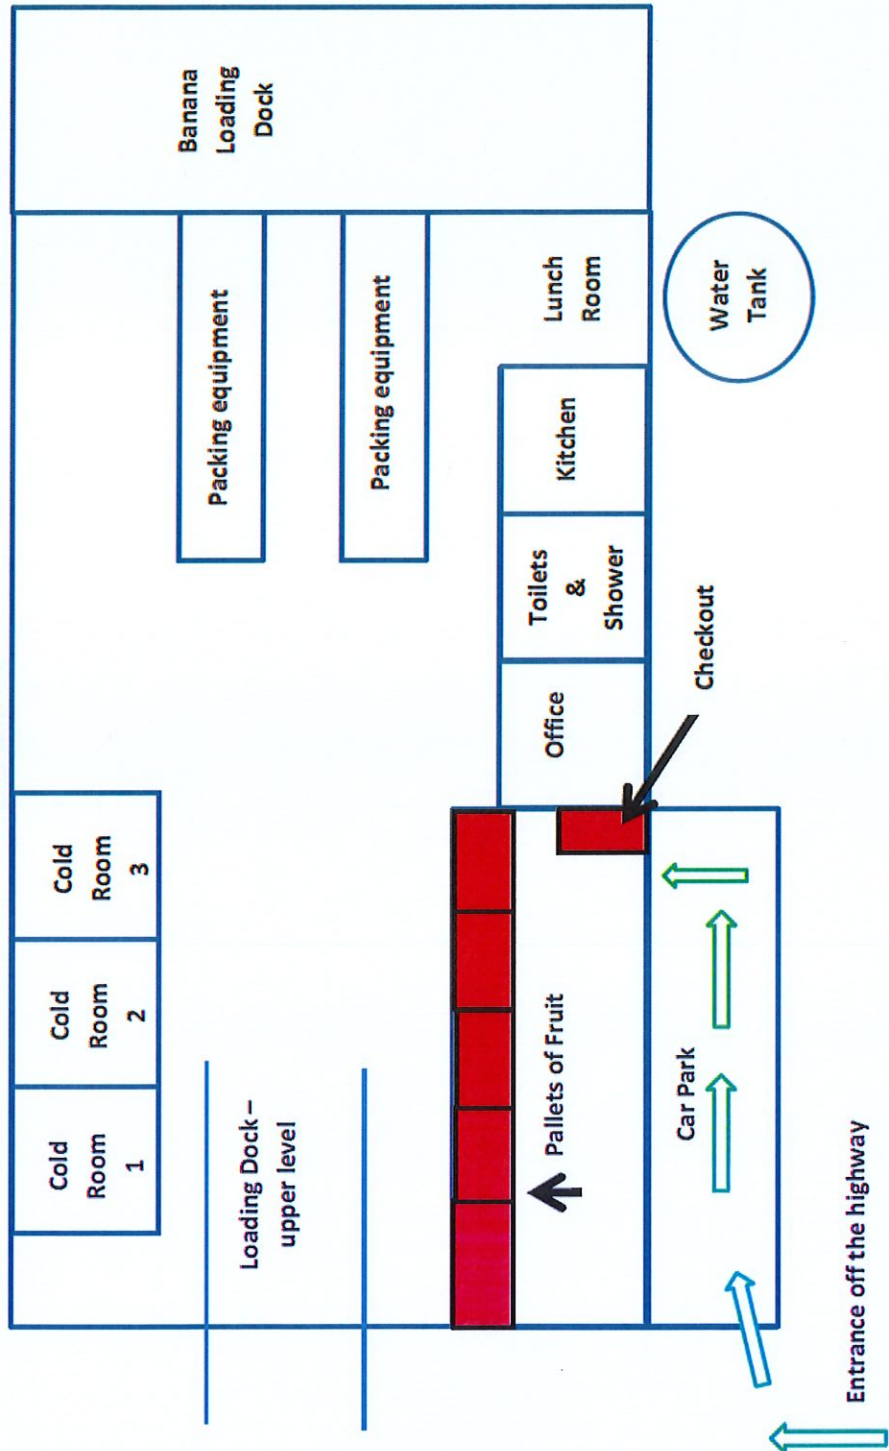 Cold
Room
1
Cold
Room
2
Cold
Room
3
Banana
Loading
Dock
Loading Dock –
upper level
Packing equipment
Packing equipment
Pallets of Fruit
Office
Toilets
&
Shower
Kitchen
Lunch
Room
Car Park
Checkout
Water
Tank
Entrance off the highway